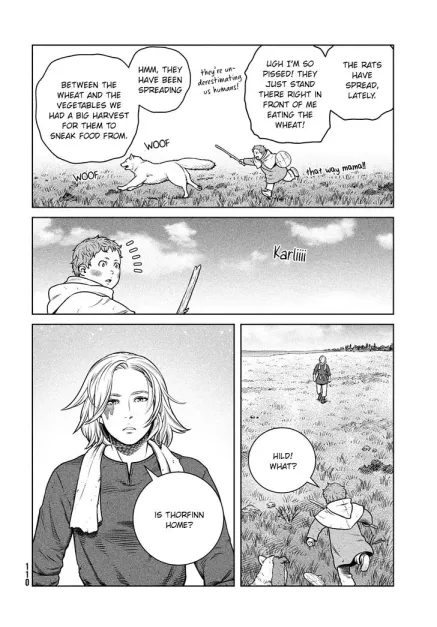 THE RATS
HAVE
SPREAD,
LATELY.
UGH I'M SO
PISSED! THEY
JUST STAND
THERE RIGHT IN
FRONT OF ME
EATING THE
WHEAT!
they're un-
derestimating
us humans!
HMM, THEY
HAVE BEEN
SPREADING
BETWEEN THE
WHEAT AND THE
VEGETABLES WE
HAD A BIG HARVEST
FOR THEM TO
SNEAK FOOD FROM.
that way mama!!
WOOF
WOOF
Karliiii
HILD!
WHAT?
IS THORFINN
HOME?
110